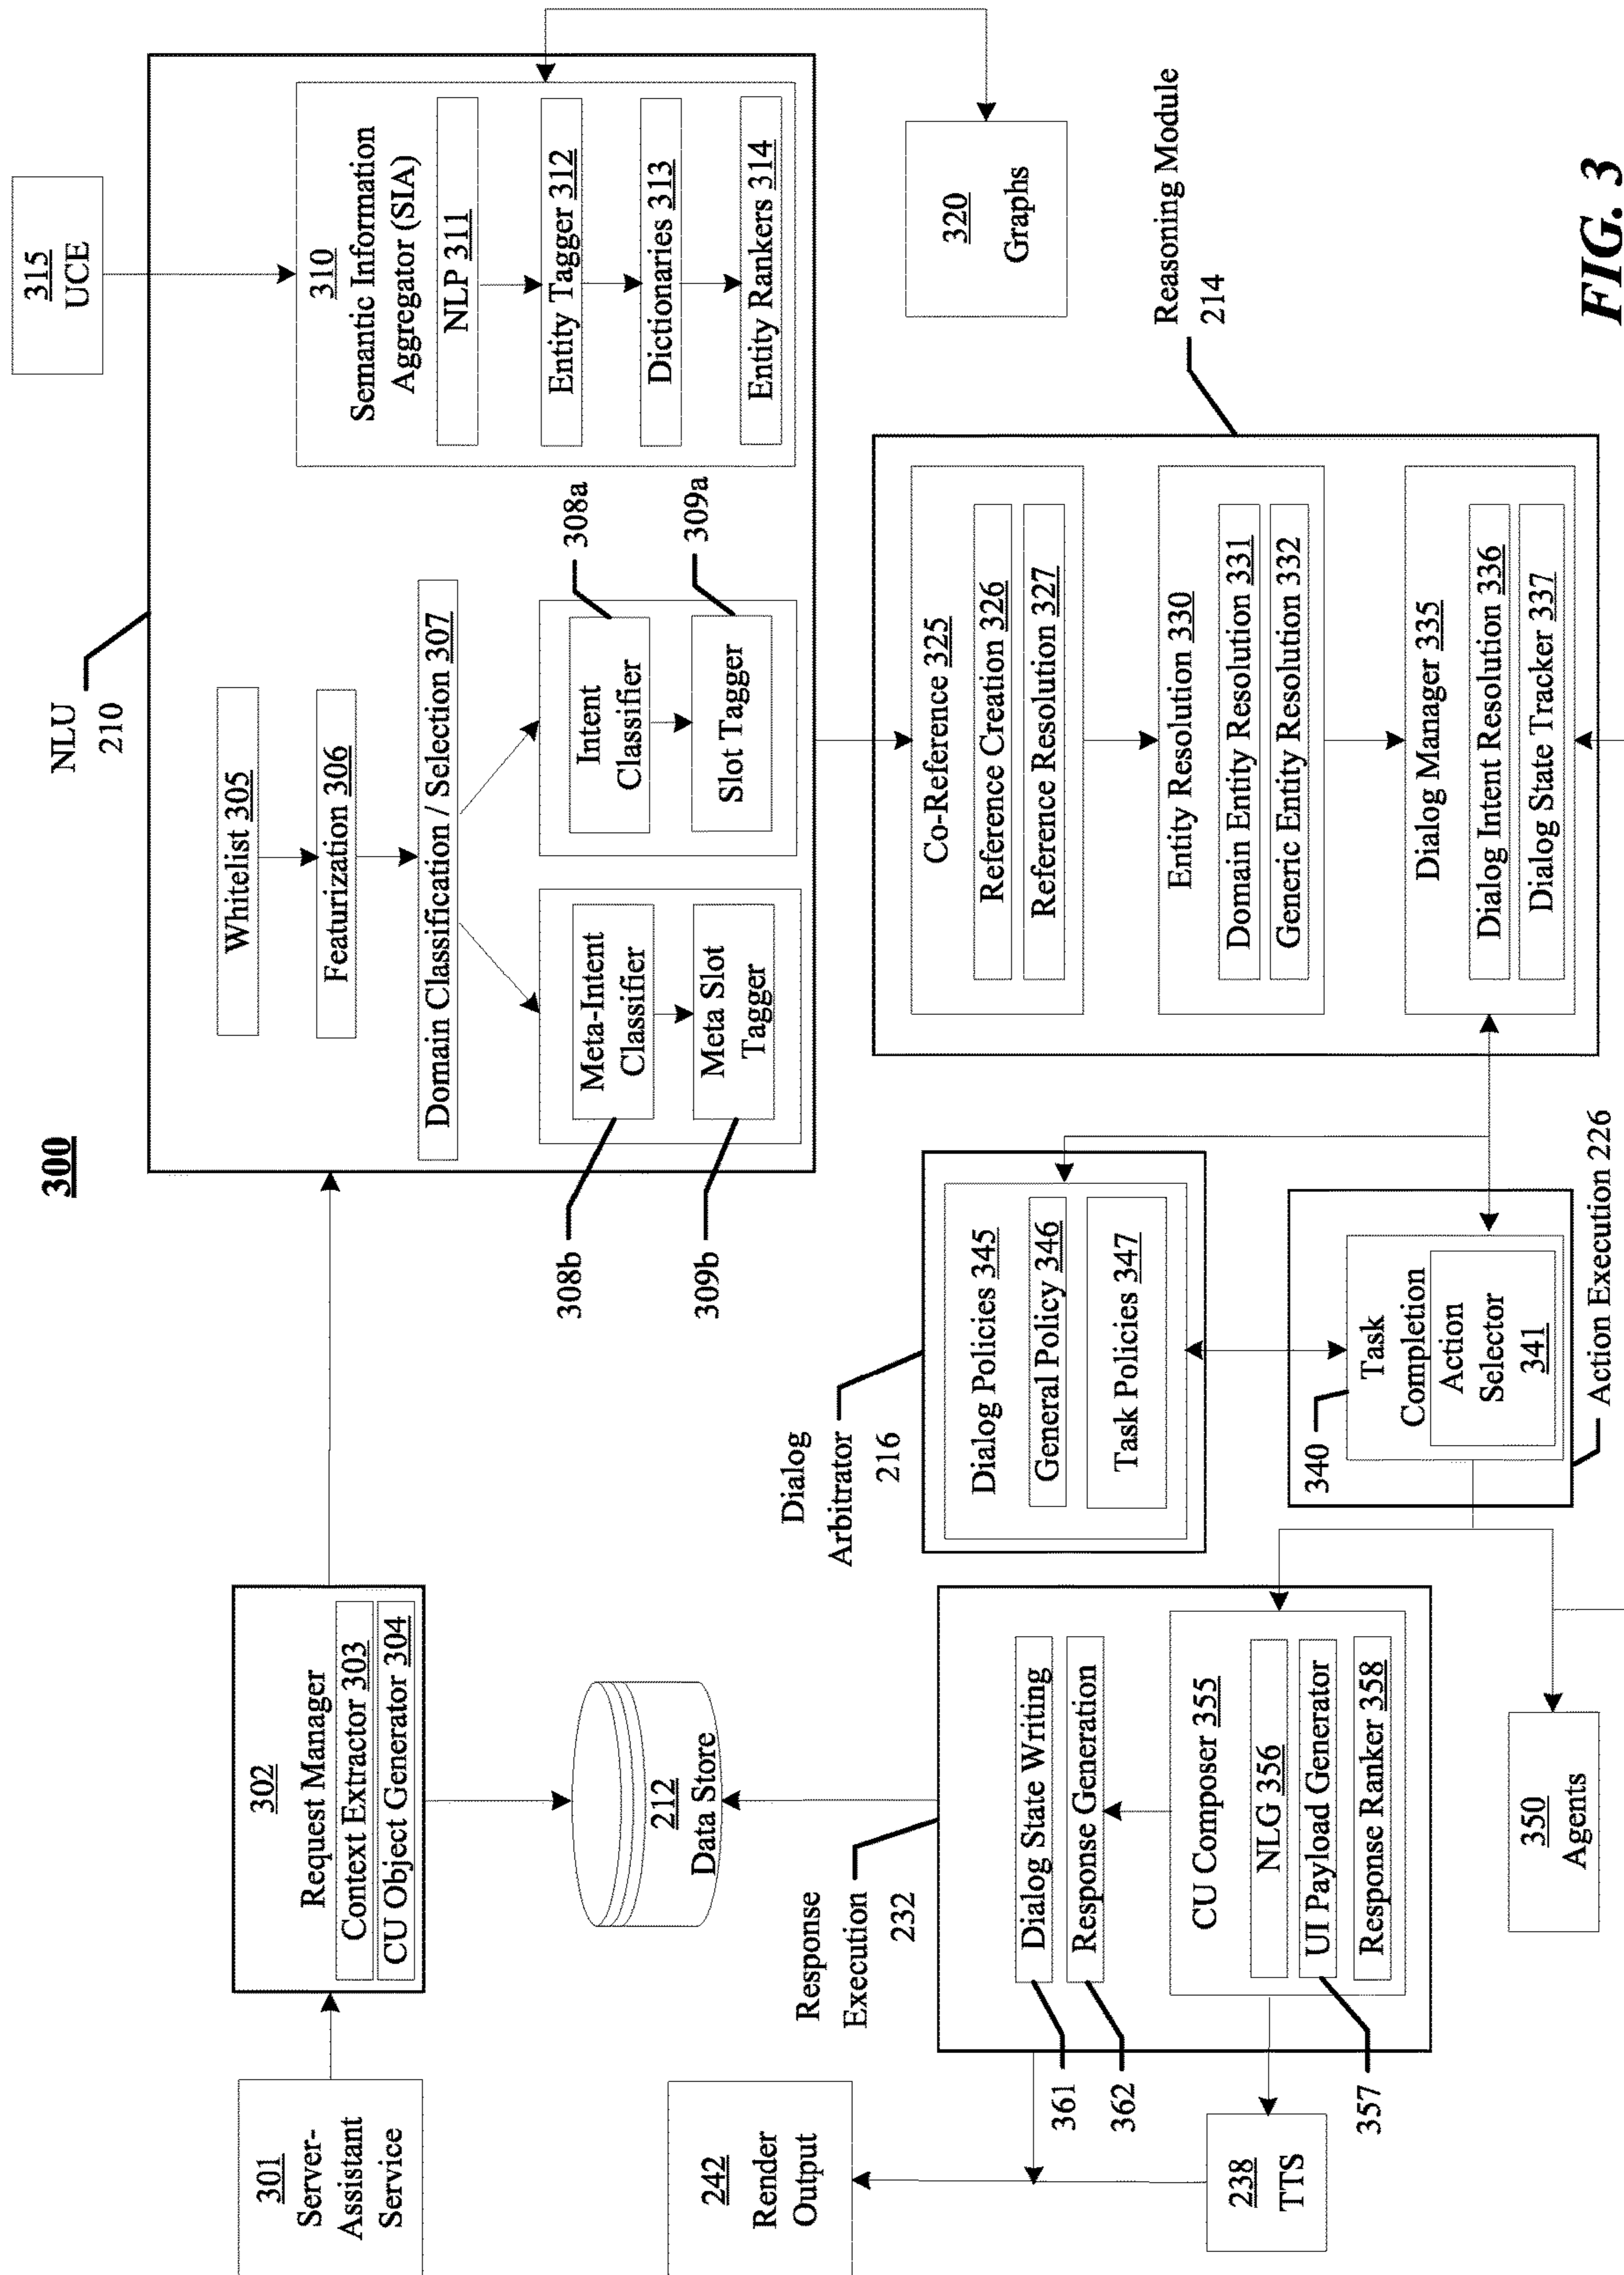 300
301
Server-
Assistant
Service
302
Request Manager
Context Extractor 303
CU Object Generator 304
212
Data Store
NLU
210
Whitelist 305
Featurization 306
Domain Classification / Selection 307
Meta-Intent
Classifier
Meta Slot
Tagger
308b
309b
Intent
Classifier
Slot Tagger
308a
309a
315
UCE
310
Semantic Information
Aggregator (SIA)
NLP 311
Entity Tagger 312
Dictionaries 313
Entity Rankers 314
320
Graphs
Reasoning Module
214
Co-Reference 325
Reference Creation 326
Reference Resolution 327
Entity Resolution 330
Domain Entity Resolution 331
Generic Entity Resolution 332
Dialog Manager 335
Dialog Intent Resolution 336
Dialog State Tracker 337
Dialog
Arbitrator
216
Dialog Policies 345
General Policy 346
Task Policies 347
340
Task
Completion
Action
Selector
341
Action Execution 226
Response
Execution
232
Dialog State Writing
Response Generation
CU Composer 355
NLG 356
UI Payload Generator
Response Ranker 358
361
362
357
242
Render
Output
238
TTS
350
Agents
FIG. 3